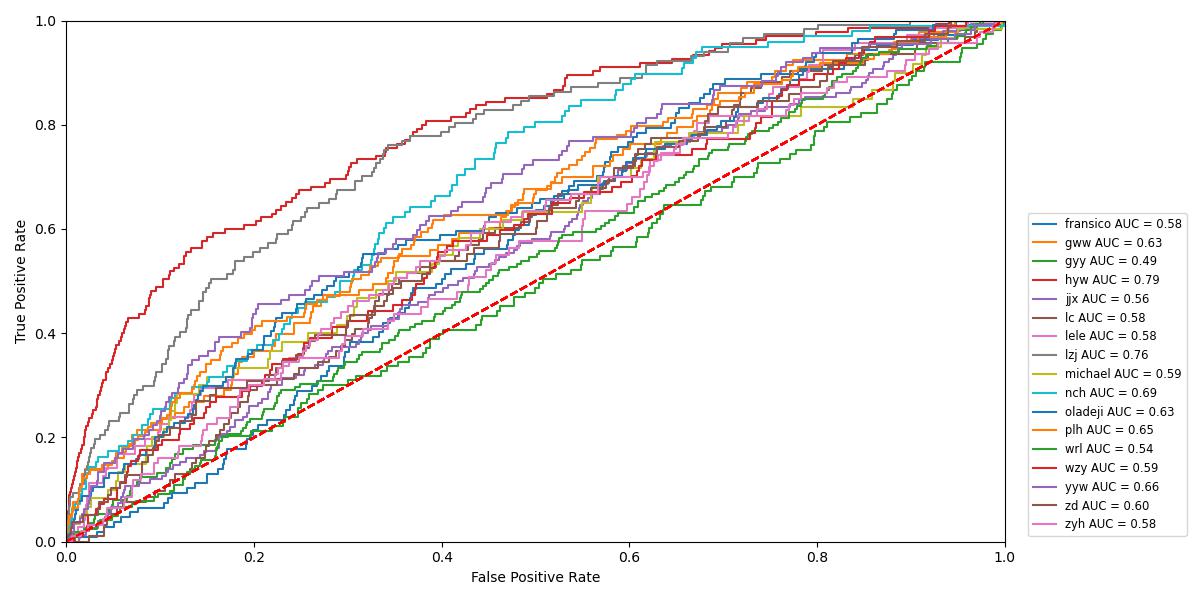 1.0
0.8
0.6
0.4
0.2
0.0
True Positive Rate
0.0 0.2 0.4 0.6 0.8 1.0
False Positive Rate
fransico AUC = 0.58
gww AUC = 0.63
gyy AUC = 0.49
hyw AUC = 0.79
jjx AUC = 0.56
lc AUC = 0.58
lele AUC = 0.58
lzj AUC = 0.76
michael AUC = 0.59
nch AUC = 0.69
oladeji AUC = 0.63
plh AUC = 0.65
wrl AUC = 0.54
wzy AUC = 0.59
yyw AUC = 0.66
zd AUC = 0.60
zyh AUC = 0.58